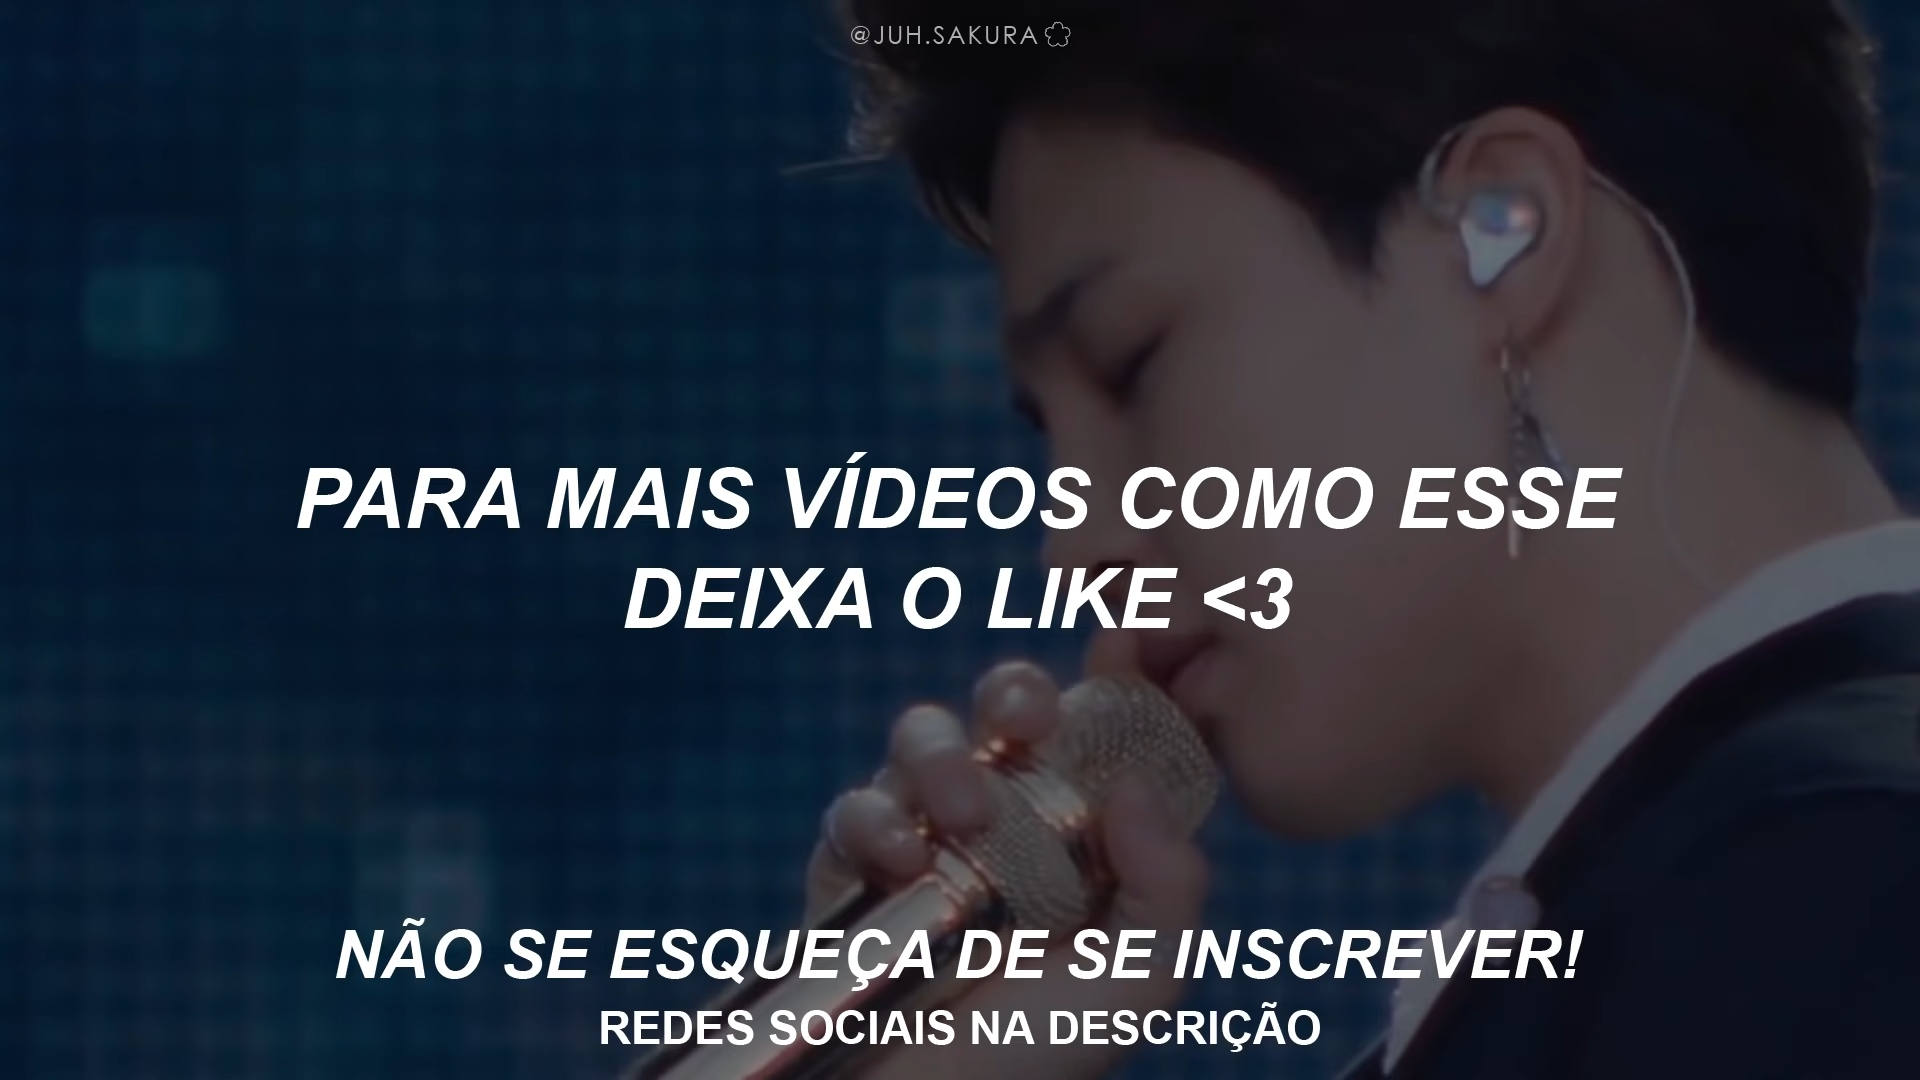 @JUH.SAKURA
PARA MAIS VÍDEOS COMO ESSE
DEIXA O LIKE <3
NÃO SE ESQUEÇA DE SE INSCREVER!
REDES SOCIAIS NA DESCRIÇÃO